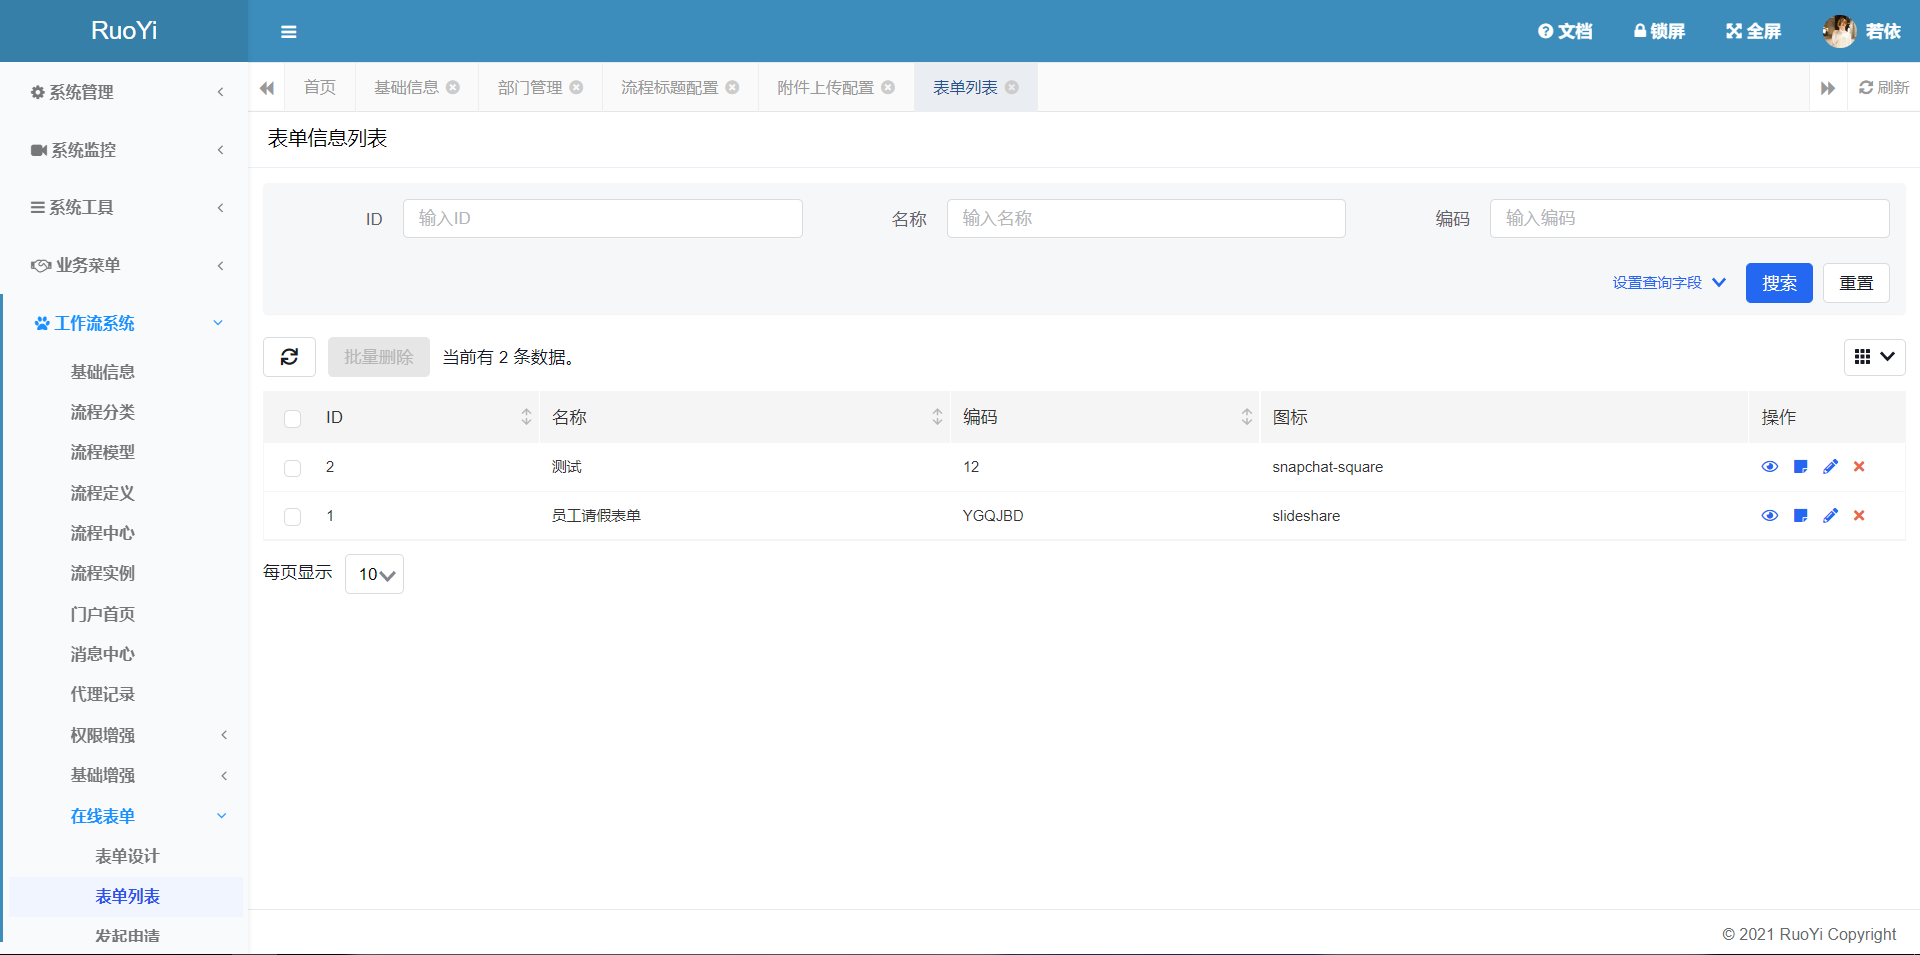 RuoYi
文档
锁屏
全屏
若依
系统管理
系统监控
系统工具
业务菜单
工作流系统
基础信息
流程分类
流程模型
流程定义
流程中心
流程实例
门户首页
消息中心
代理记录
权限增强
基础增强
在线表单
表单设计
表单列表
发起申请
首页
基础信息
部门管理
流程标题配置
附件上传配置
表单列表
刷新
表单信息列表
ID 输入ID
名称 输入名称
编码 输入编码
设置查询字段
搜索
重置
批量删除
当前有 2 条数据。
ID 名称 编码 图标 操作
2 测试 12 snapchat-square
1 员工请假表单 YGQJBD slideshare
每页显示 10
© 2021 RuoYi Copyright